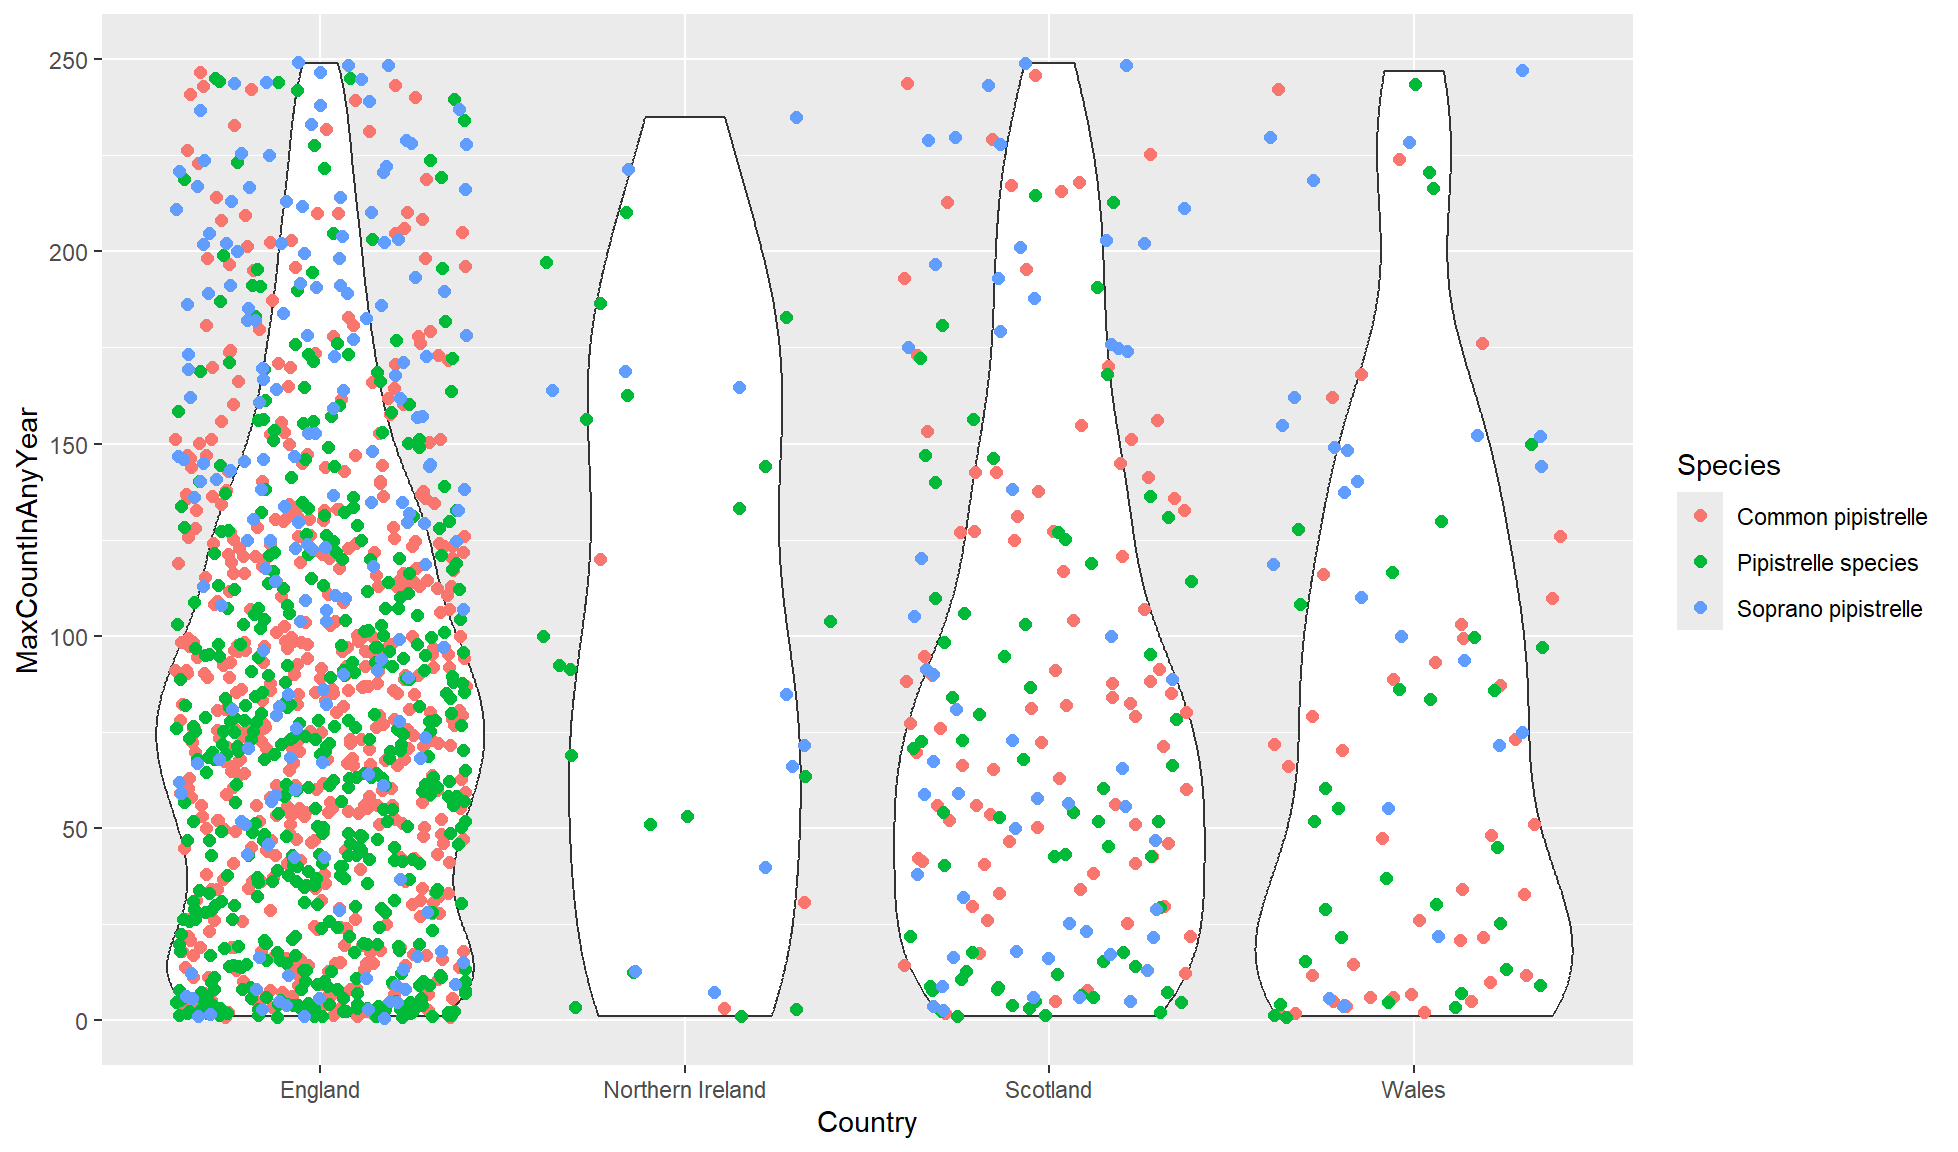 250
200
150
100
50
0
MaxCountInAnyYear
England
Northern Ireland
Scotland
Wales
Country
Species
Common pipistrelle
Pipistrelle species
Soprano pipistrelle